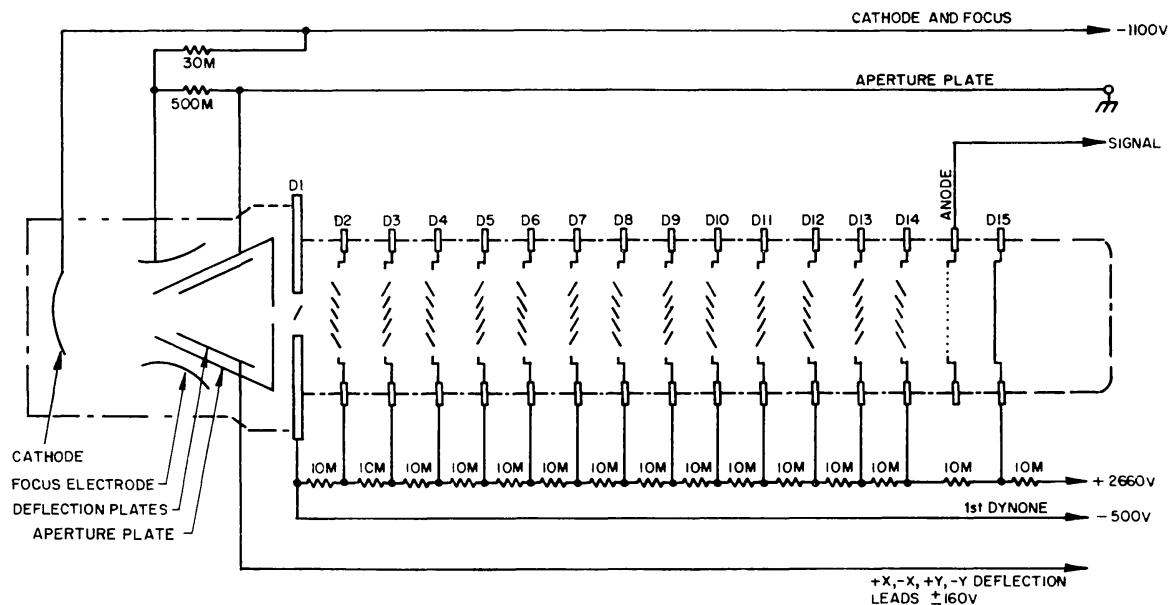 CATHODE AND FOCUS
-1100V
30M
APERTURE PLATE
500M
SIGNAL
ANODE
D1
D2 D3 D4 D5 D6 D7 D8 D9 D10 D11 D12 D13 D14 D15
CATHODE
FOCUS ELECTRODE
DEFLECTION PLATES
APERTURE PLATE
10M 1CM 10M 10M 10M 10M 10M 10M 10M 10M 10M 10M 10M 10M 10M
+2660V
1st DYNONE
-500V
+X,-X,+Y,-Y DEFLECTION
LEADS ±160V